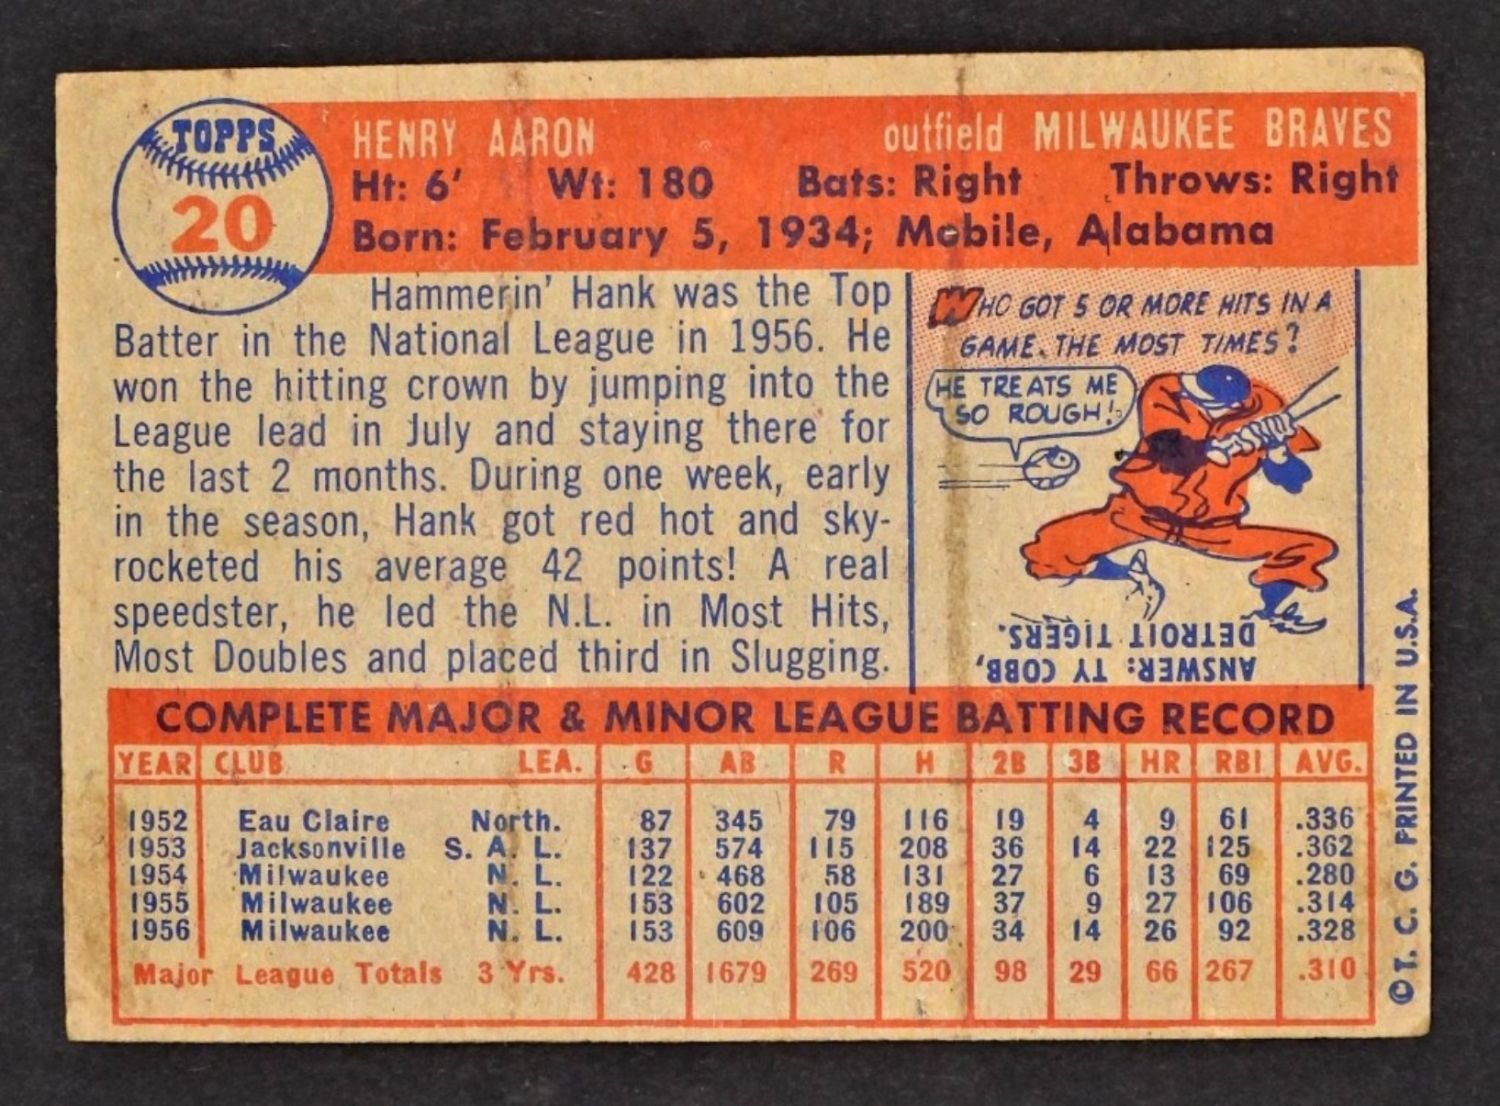 TOPPS
20
HENRY AARON outfield MILWAUKEE BRAVES
Ht: 6' Wt: 180 Bats: Right Throws: Right
Born: February 5, 1934; Mobile, Alabama
Hammerin' Hank was the Top
Batter in the National League in 1956. He
won the hitting crown by jumping into the
League lead in July and staying there for
the last 2 months. During one week, early
in the season, Hank got red hot and sky-
rocketed his average 42 points! A real
speedster, he led the N.L. in Most Hits,
Most Doubles and placed third in Slugging.
WHO GOT 5 OR MORE HITS IN A
GAME. THE MOST TIMES?
HE TREATS ME
SO ROUGH!
ANSWER: TY COBB,
DETROIT TIGERS.
COMPLETE MAJOR & MINOR LEAGUE BATTING RECORD
YEAR CLUB LEA. G AB R H 2B 3B HR RBI AVG.
1952 Eau Claire North. 87 345 79 116 19 4 9 61 .336
1953 Jacksonville S. A. L. 137 574 115 208 36 14 22 125 .362
1954 Milwaukee N. L. 122 468 58 131 27 6 13 69 .280
1955 Milwaukee N. L. 153 602 105 189 37 9 27 106 .314
1956 Milwaukee N. L. 153 609 106 200 34 14 26 92 .328
Major League Totals 3 Yrs. 428 1679 269 520 98 29 66 267 .310
©T. C. G. PRINTED IN U.S.A.